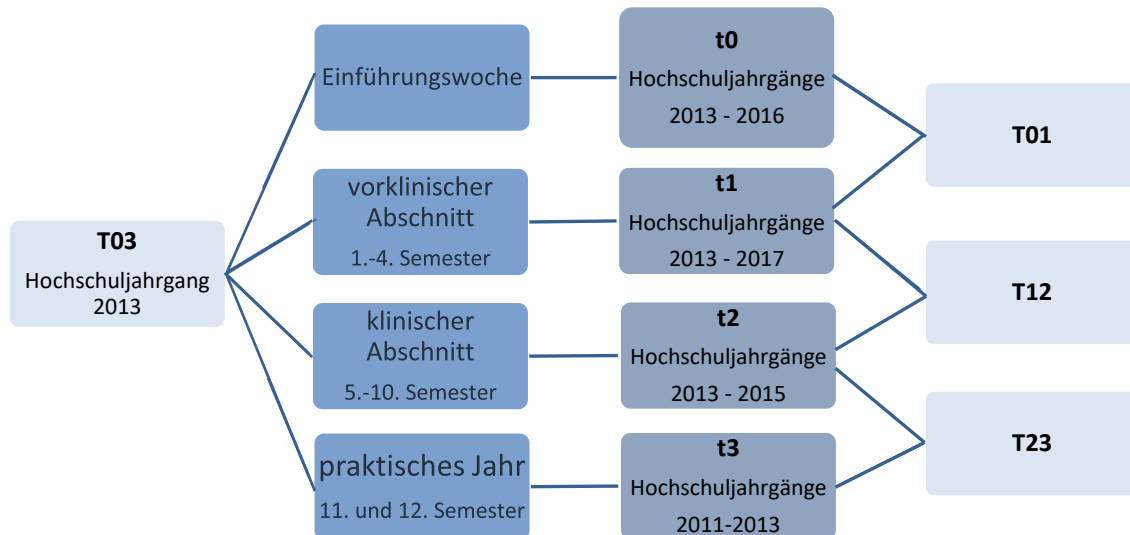 T03
Hochschuljahrgang
2013
Einführungswoche
vorklinischer
Abschnitt
1.-4. Semester
klinischer
Abschnitt
5.-10. Semester
praktisches Jahr
11. und 12. Semester
t0
Hochschuljahrgänge
2013 - 2016
t1
Hochschuljahrgänge
2013 - 2017
t2
Hochschuljahrgänge
2013 - 2015
t3
Hochschuljahrgänge
2011-2013
T01
T12
T23